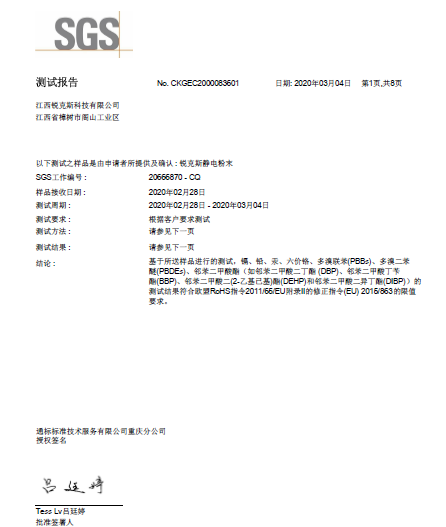 SGS
测试报告 No. CKGEC2000083601 日期: 2020年03月04日 第1页,共8页
江西锐克斯科技有限公司
江西省樟树市阁山工业区
以下测试之样品是由申请者所提供及确认 : 锐克斯静电粉末
SGS工作编号 : 20666870 - CQ
样品接收日期 : 2020年02月28日
测试周期 : 2020年02月28日 - 2020年03月04日
测试要求 : 根据客户要求测试
测试方法 : 请参见下一页
测试结果 : 请参见下一页
结论 : 基于所送样品进行的测试，镉、铅、汞、六价铬、多溴联苯(PBBs)、多溴二苯
醚(PBDEs)、邻苯二甲酸酯（如邻苯二甲酸二丁酯 (DBP)、邻苯二甲酸丁苄
酯(BBP)、邻苯二甲酸二(2-乙基己基)酯(DEHP)和邻苯二甲酸二异丁酯(DIBP)）的
测试结果符合欧盟RoHS指令2011/65/EU附录II的修正指令(EU) 2015/863的限值
要求。
通标标准技术服务有限公司重庆分公司
授权签名
吕廷婷
Tess Lv吕廷婷
批准签署人